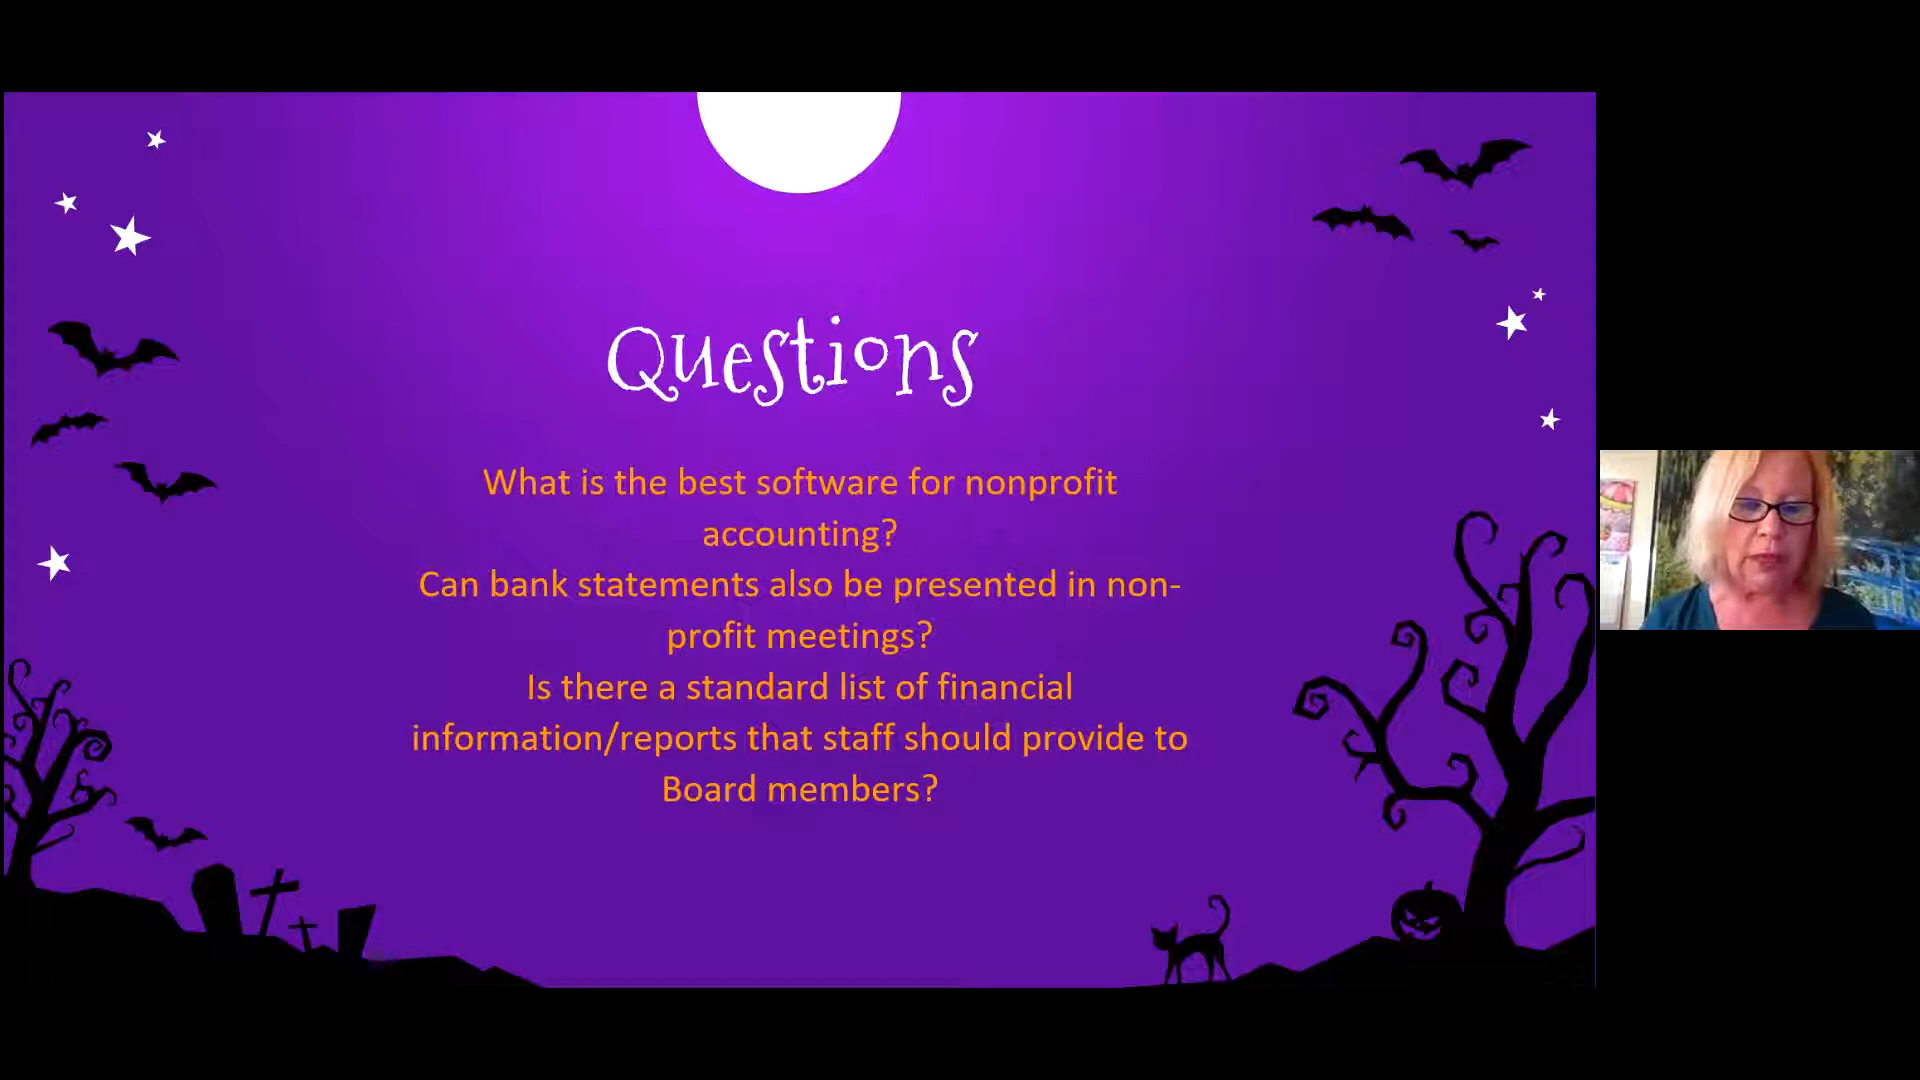 Questions
What is the best software for nonprofit
accounting?
Can bank statements also be presented in non-
profit meetings?
Is there a standard list of financial
information/reports that staff should provide to
Board members?